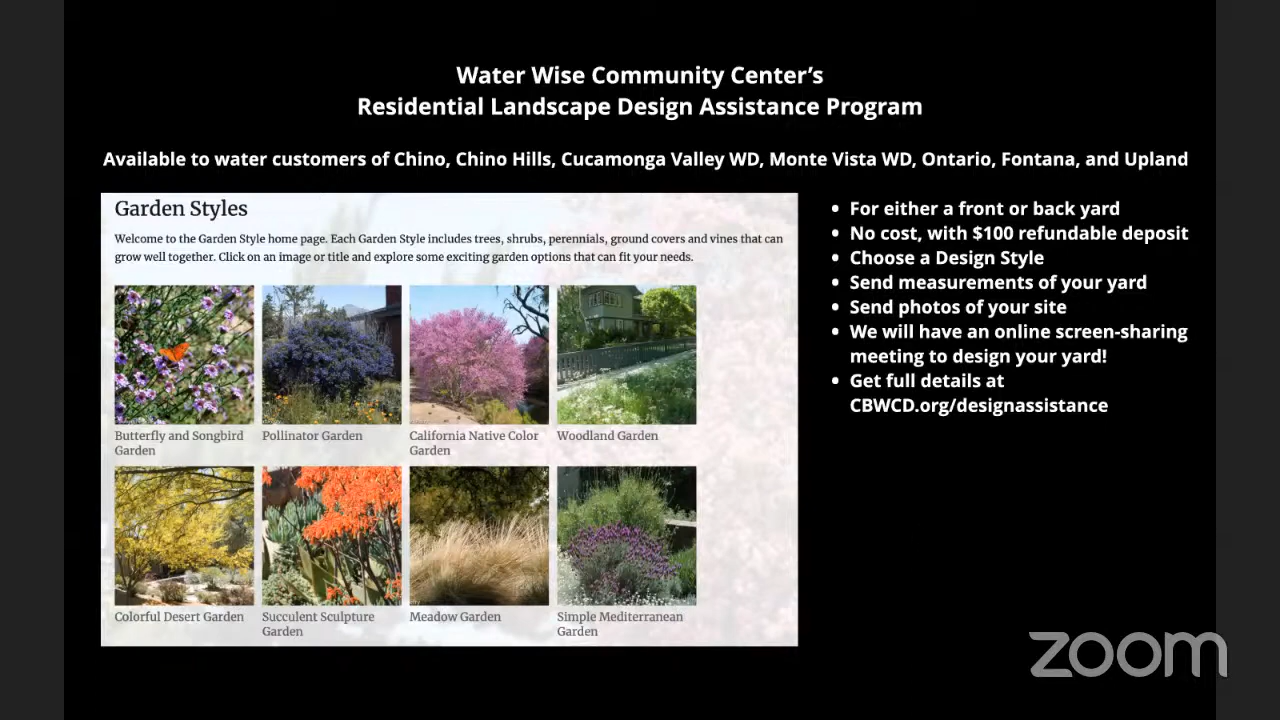 Water Wise Community Center’s
Residential Landscape Design Assistance Program
Available to water customers of Chino, Chino Hills, Cucamonga Valley WD, Monte Vista WD, Ontario, Fontana, and Upland
Garden Styles
Welcome to the Garden Style home page. Each Garden Style includes trees, shrubs, perennials, ground covers and vines that can
grow well together. Click on an image or title and explore some exciting garden options that can fit your needs.
Butterfly and Songbird
Garden
Pollinator Garden
California Native Color
Garden
Woodland Garden
Colorful Desert Garden
Succulent Sculpture
Garden
Meadow Garden
Simple Mediterranean
Garden
• For either a front or back yard
• No cost, with $100 refundable deposit
• Choose a Design Style
• Send measurements of your yard
• Send photos of your site
• We will have an online screen-sharing
meeting to design your yard!
• Get full details at
CBWCD.org/designassistance
zoom